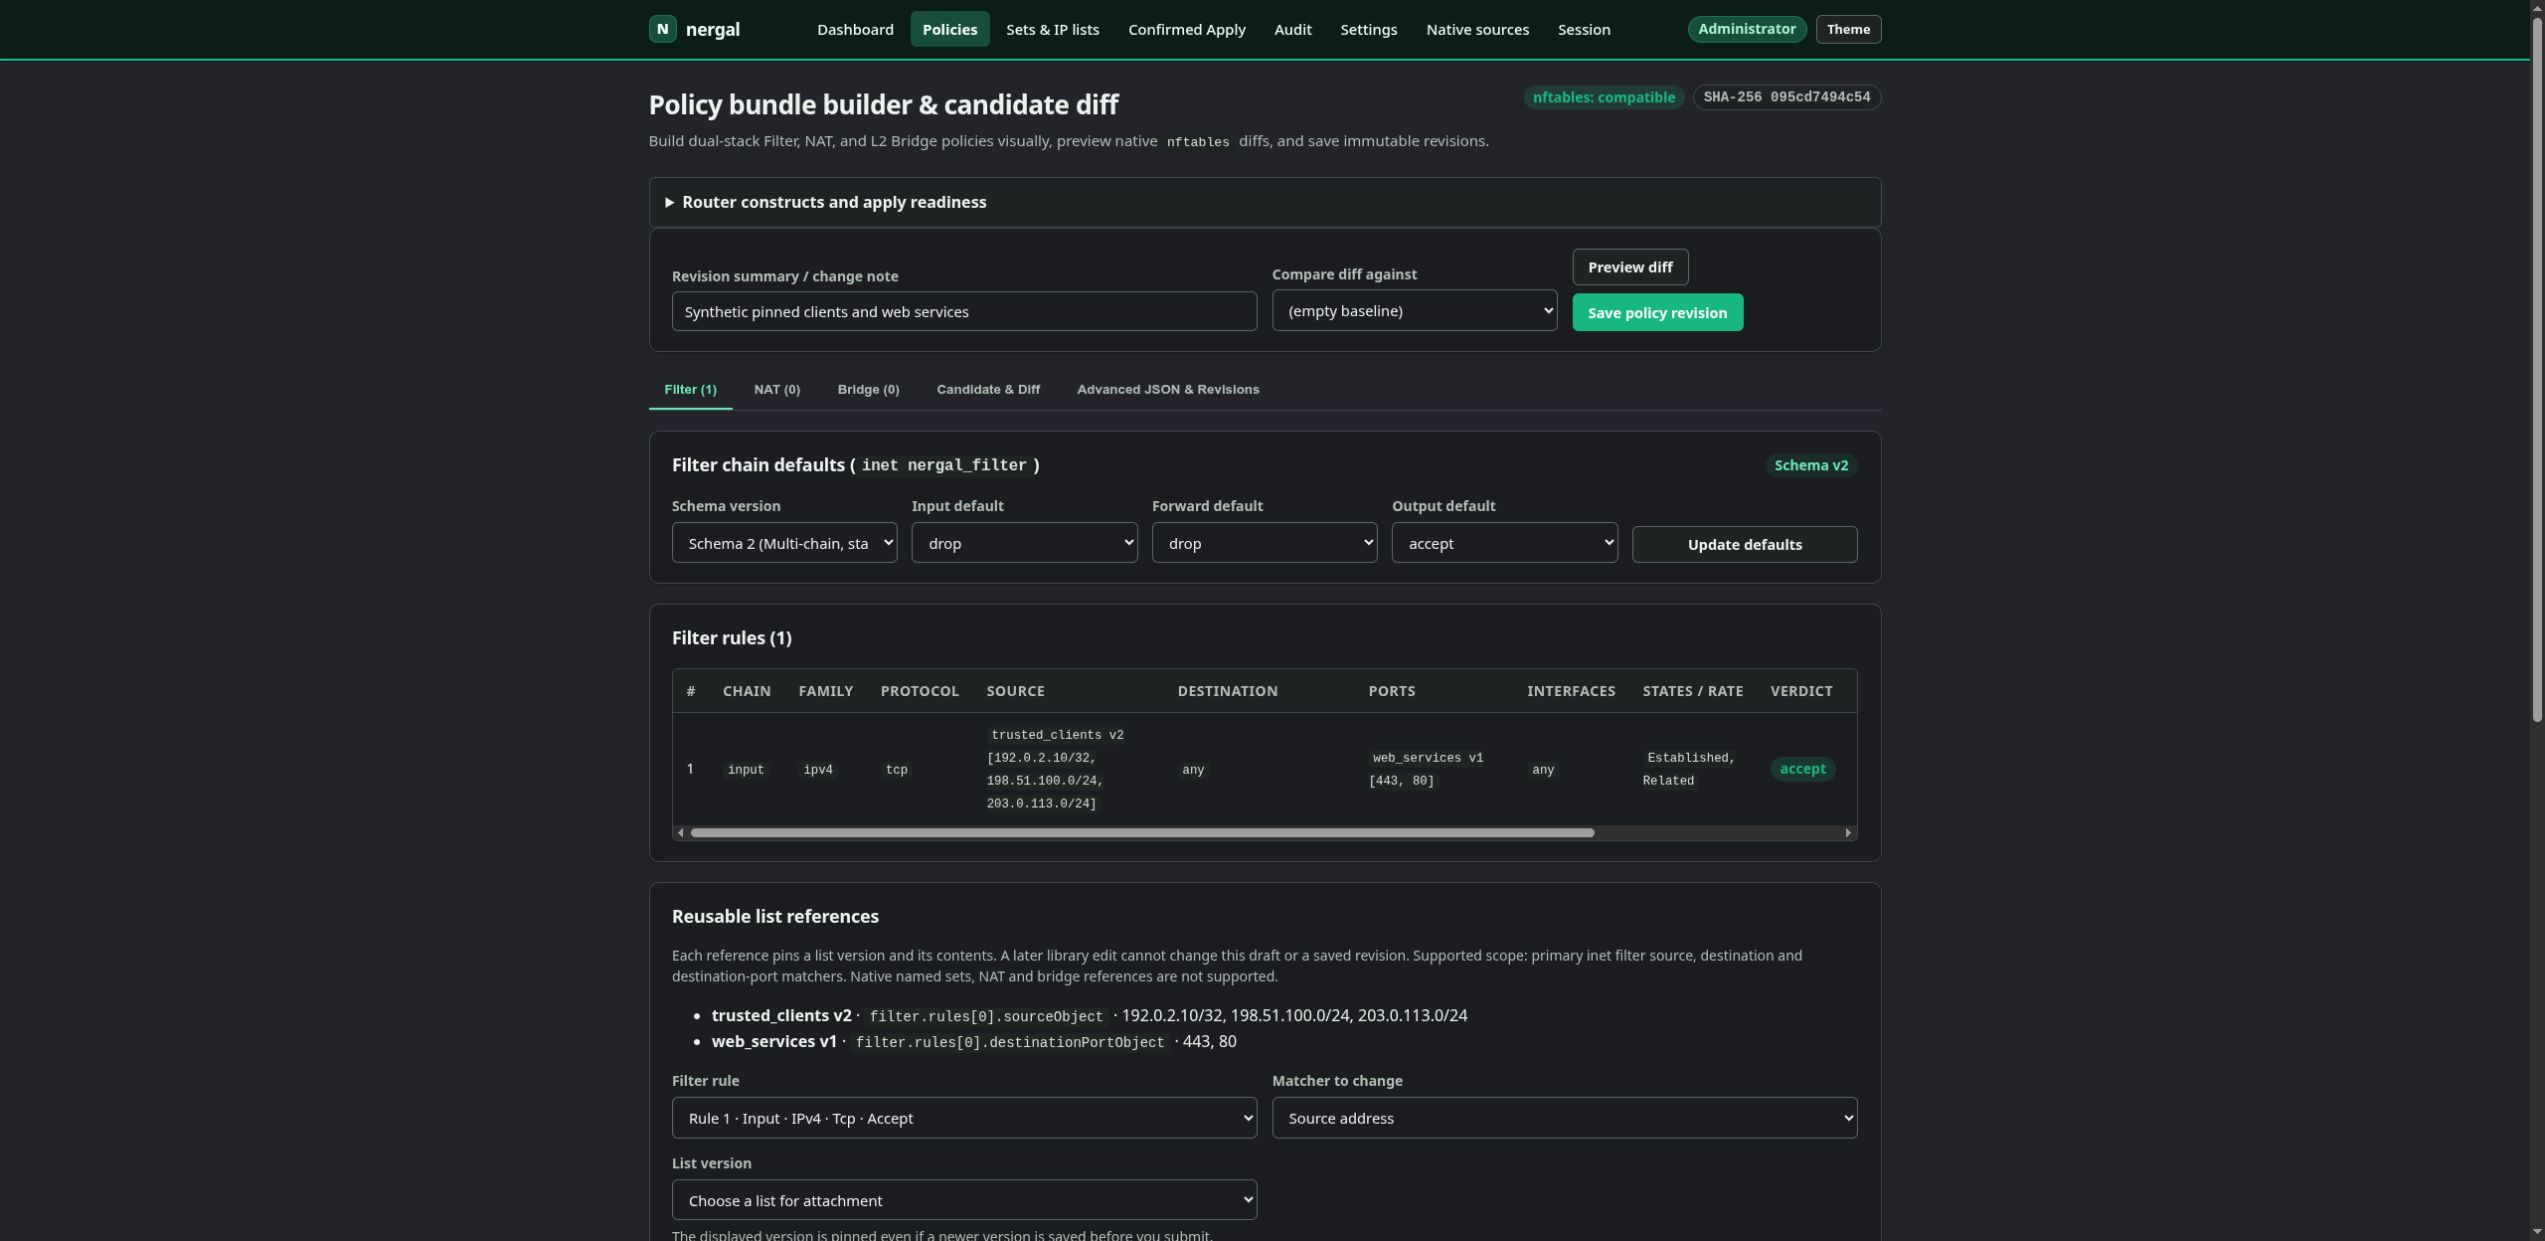 N nergal Dashboard Policies Sets & IP lists Confirmed Apply Audit Settings Native sources Session Administrator Theme
Policy bundle builder & candidate diff
nftables: compatible SHA-256 095cd7494c54
Build dual-stack Filter, NAT, and L2 Bridge policies visually, preview native nftables diffs, and save immutable revisions.
Router constructs and apply readiness
Revision summary / change note
Synthetic pinned clients and web services
Compare diff against
(empty baseline)
Preview diff
Save policy revision
Filter (1) NAT (0) Bridge (0) Candidate & Diff Advanced JSON & Revisions
Filter chain defaults ( inet nergal_filter ) Schema v2
Schema version Input default Forward default Output default
Schema 2 (Multi-chain, sta drop drop accept Update defaults
Filter rules (1)
# CHAIN FAMILY PROTOCOL SOURCE DESTINATION PORTS INTERFACES STATES / RATE VERDICT
1 input ipv4 tcp
trusted_clients v2
[192.0.2.10/32,
198.51.100.0/24,
203.0.113.0/24]
any
web_services v1
[443, 80]
any
Established,
Related
accept
Reusable list references
Each reference pins a list version and its contents. A later library edit cannot change this draft or a saved revision. Supported scope: primary inet filter source, destination and
destination-port matchers. Native named sets, NAT and bridge references are not supported.
• trusted_clients v2 · filter.rules[0].sourceObject · 192.0.2.10/32, 198.51.100.0/24, 203.0.113.0/24
• web_services v1 · filter.rules[0].destinationPortObject · 443, 80
Filter rule Matcher to change
Rule 1 · Input · IPv4 · Tcp · Accept Source address
List version
Choose a list for attachment
The displayed version is pinned even if a newer version is saved before you submit.